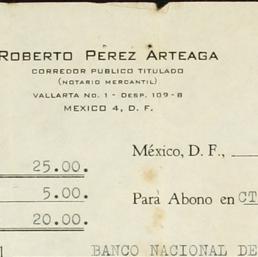 ROBERTO PEREZ ARTEAGA
CORREDOR PUBLICO TITULADO
(NOTARIO MERCANTIL)
VALLARTA No. 1 - DESP. 109-B
MEXICO 4, D. F.
México, D. F.,
25.00.
5.00.
Para Abono en CT
20.00.
BANCO NACIONAL DE